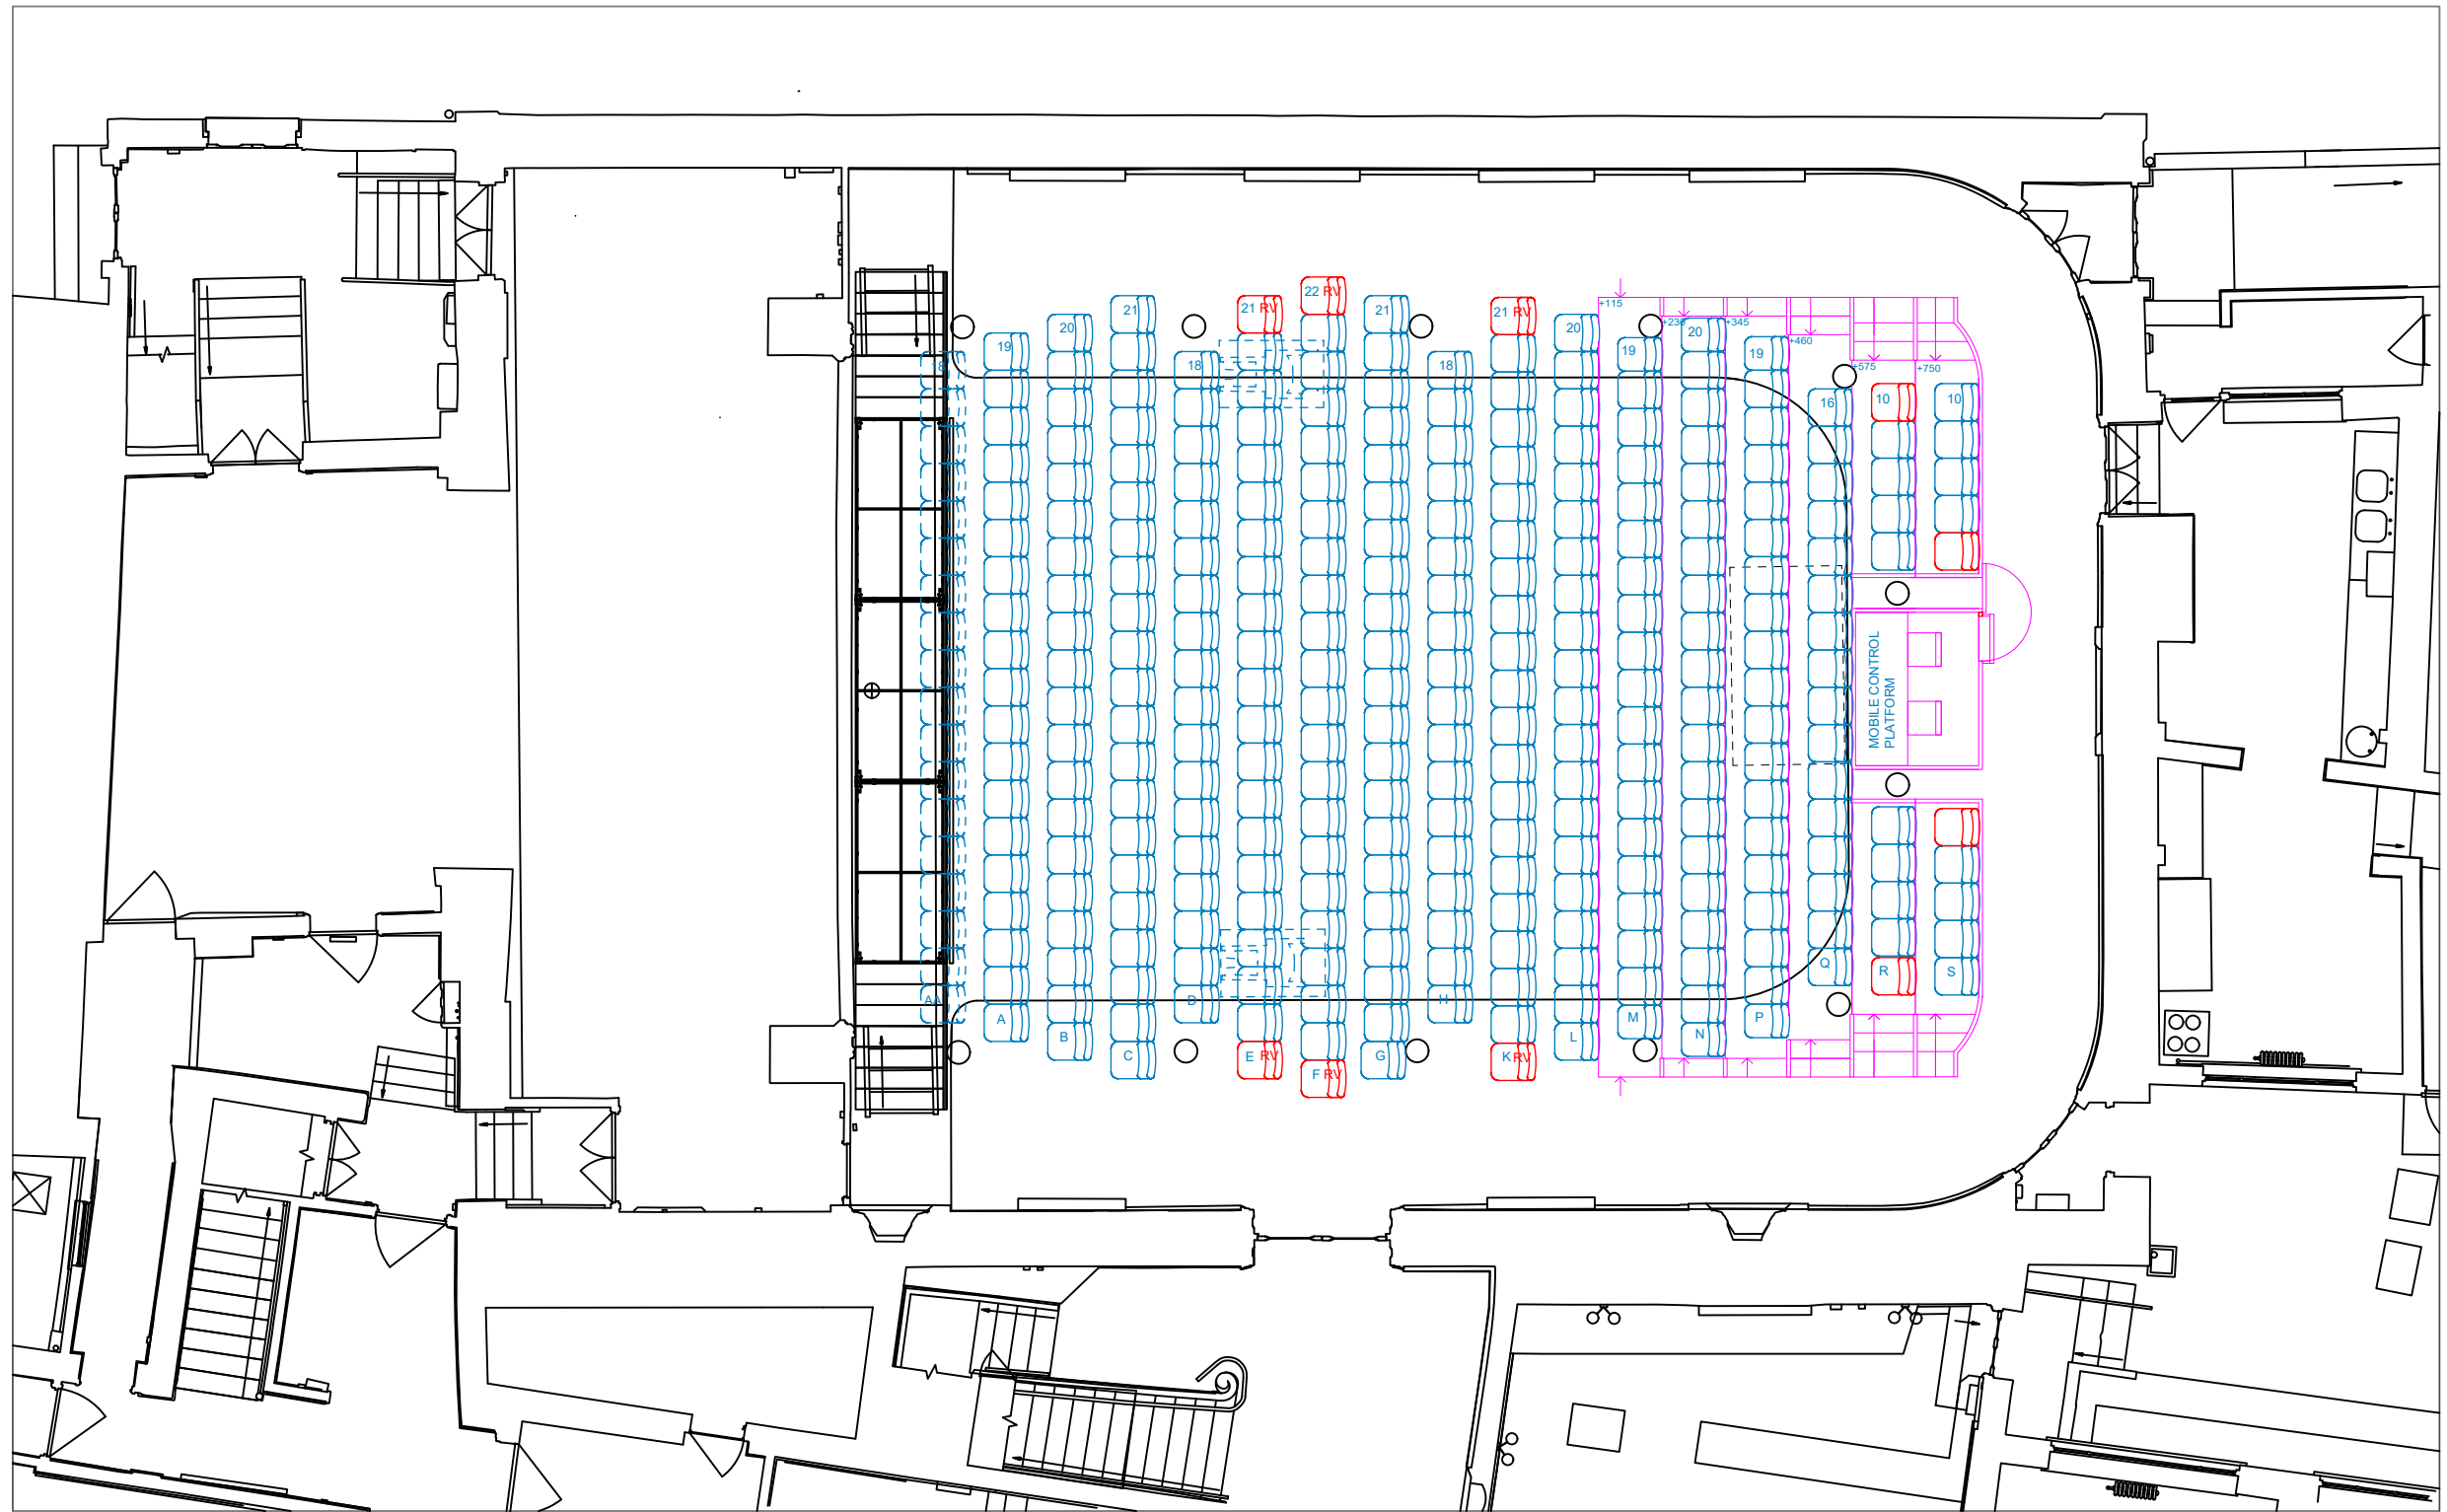 22 RV
21
21 RV
21
21 RV
+115
20
20
+230
+345
20
19
19
+460
19
18
18
18
+575
+750
10
10
16
MOBILE CONTROL
PLATFORM
Q
R
S
AA
D
H
A
M
P
B
L
N
C
E RV
G
K RV
F RV